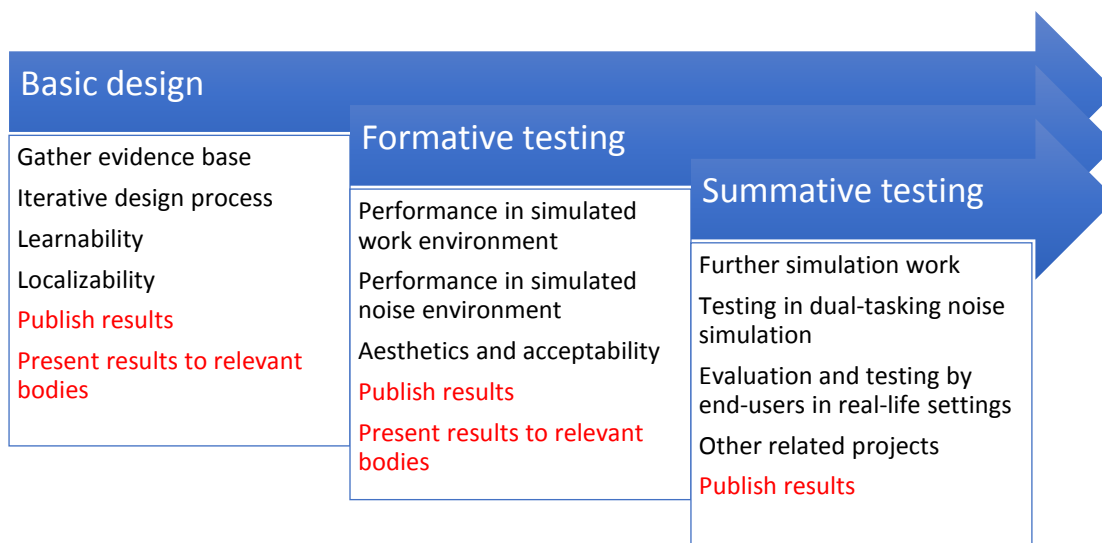 Basic design
Gather evidence base
Iterative design process
Learnability
Localizability
Publish results
Present results to relevant
bodies
Formative testing
Performance in simulated
work environment
Performance in simulated
noise environment
Aesthetics and acceptability
Publish results
Present results to relevant
bodies
Summative testing
Further simulation work
Testing in dual-tasking noise
simulation
Evaluation and testing by
end-users in real-life settings
Other related projects
Publish results